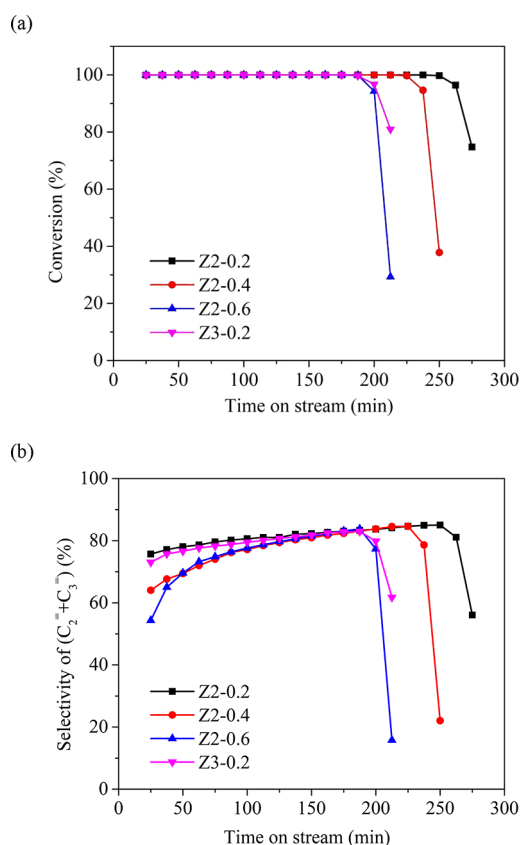 (a)
100
80
60
40
20
0
Conversion (%)
Z2-0.2
Z2-0.4
Z2-0.6
Z3-0.2
0 50 100 150 200 250 300
Time on stream (min)
(b)
100
80
60
40
20
0
Selectivity of (C₂⁼+C₃⁼) (%)
Z2-0.2
Z2-0.4
Z2-0.6
Z3-0.2
0 50 100 150 200 250 300
Time on stream (min)